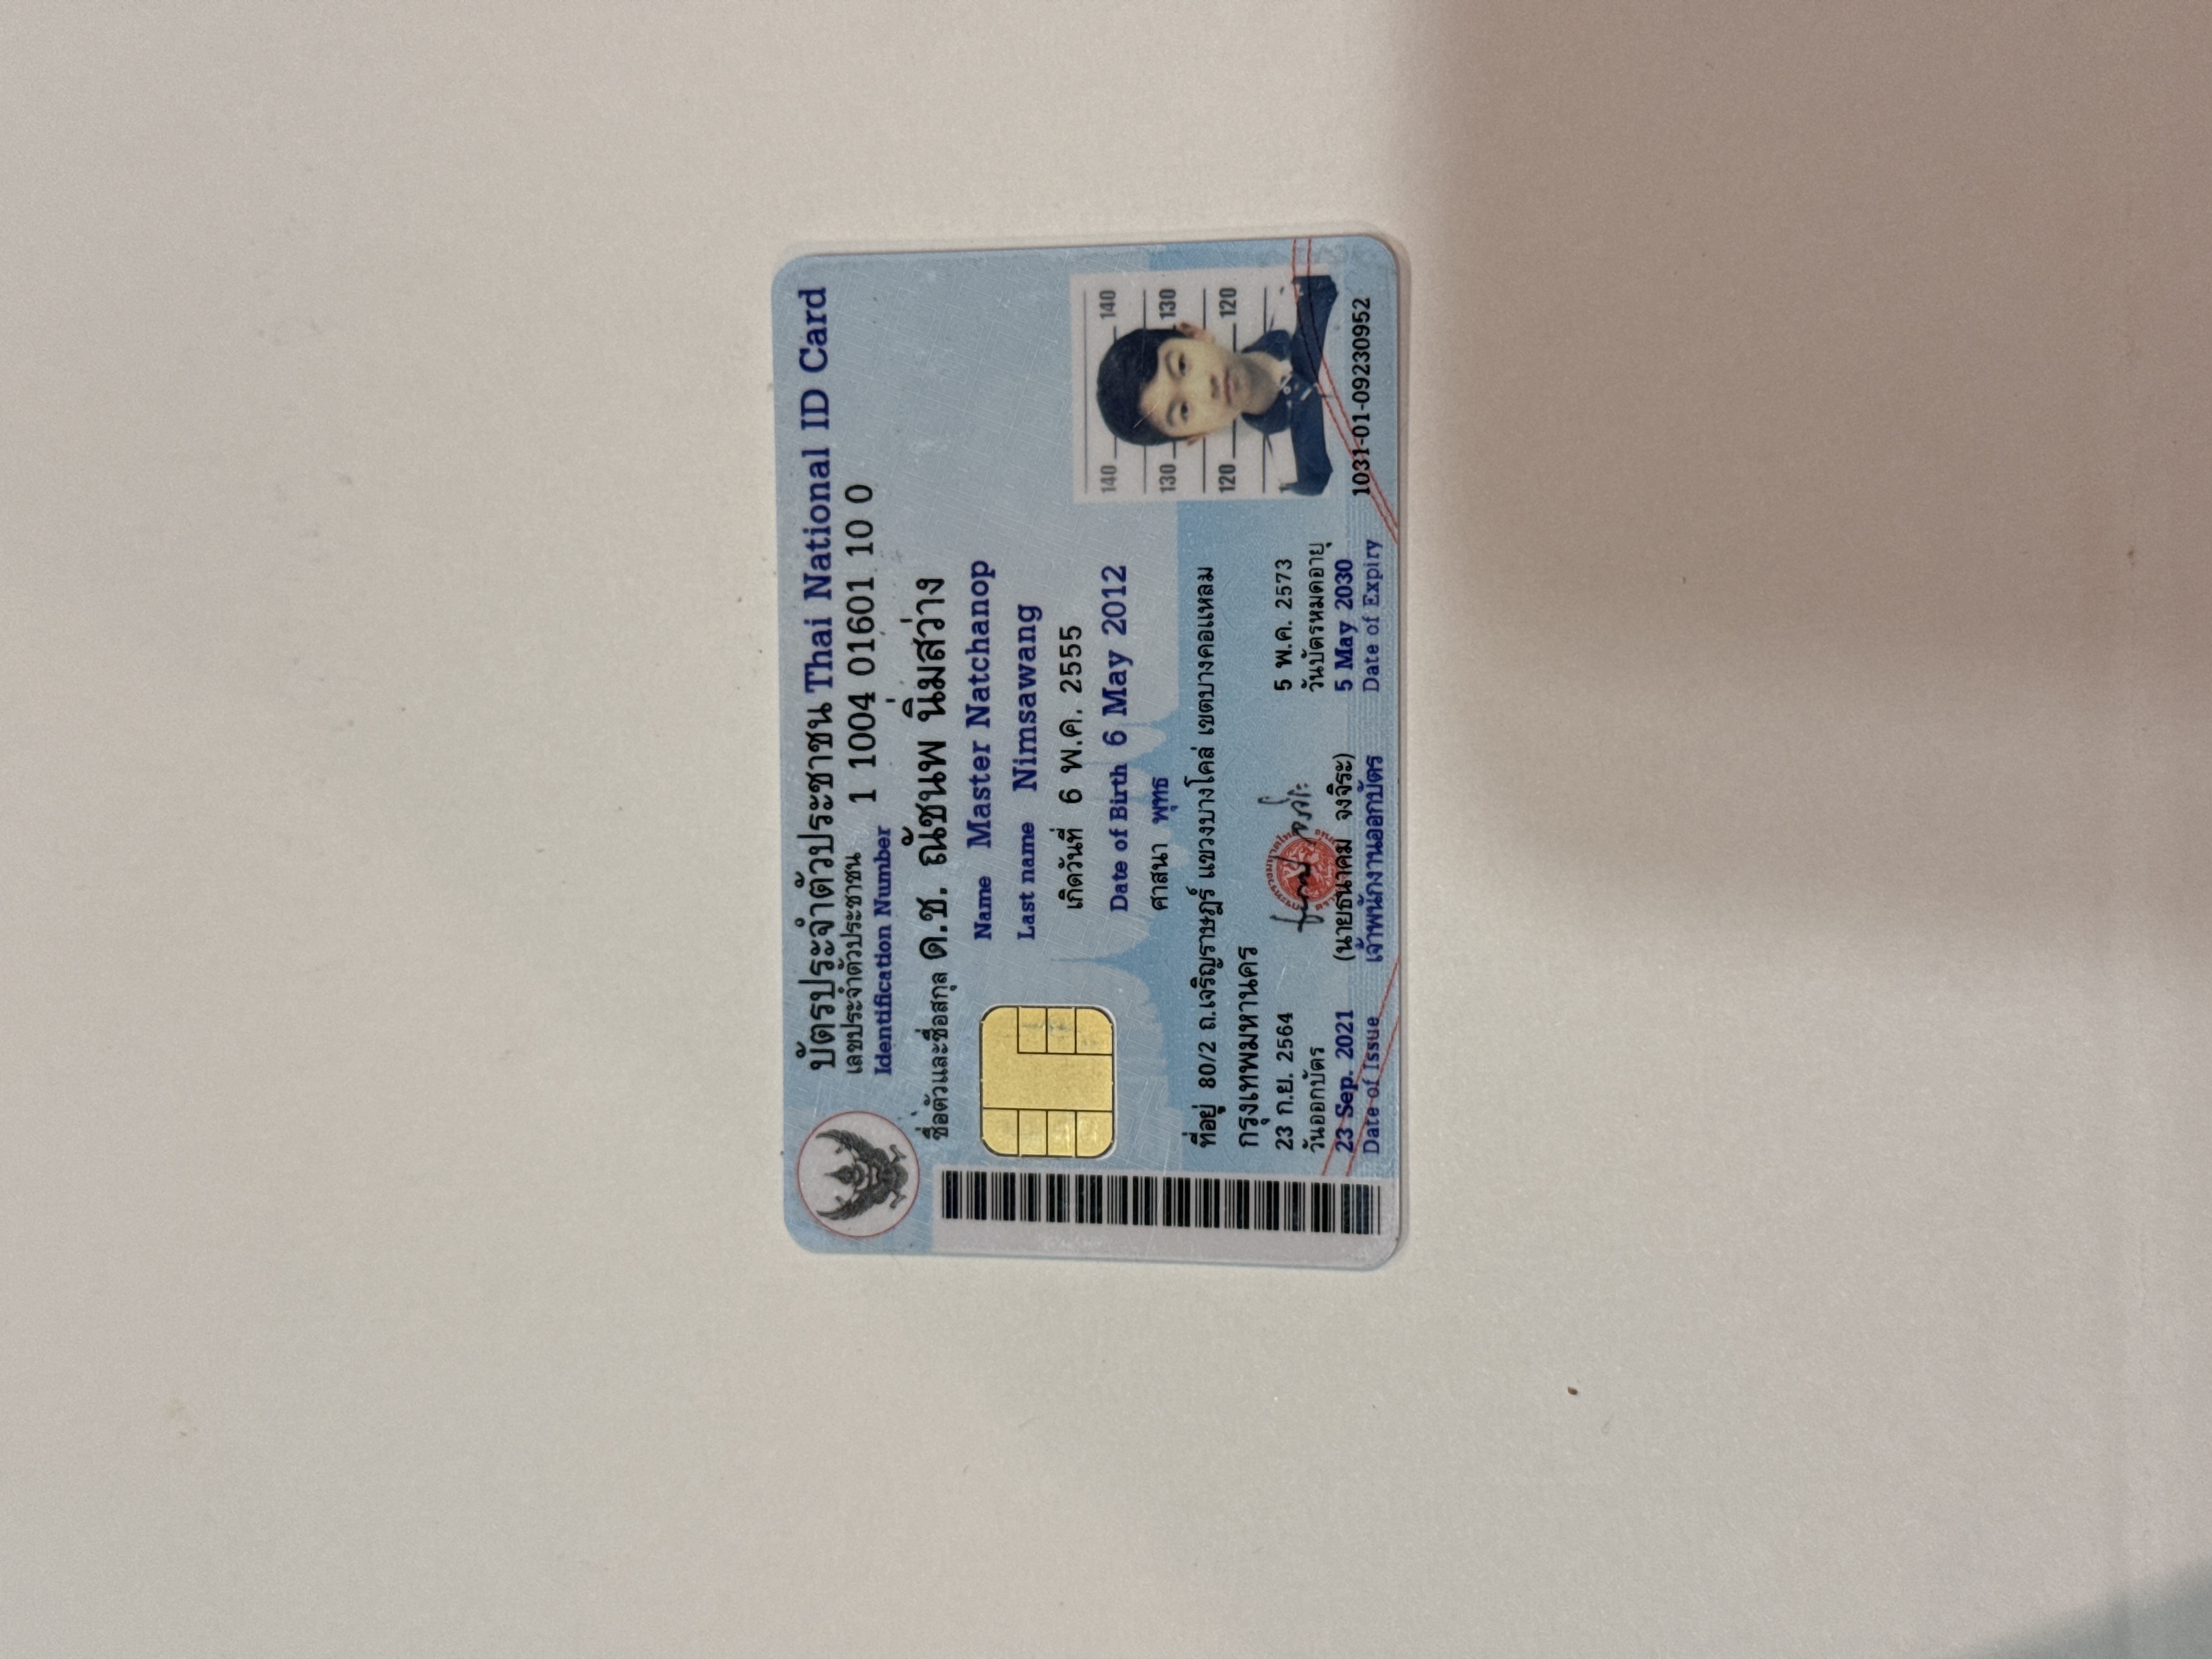 บัตรประจำตัวประชาชน Thai National ID Card
เลขประจำตัวประชาชน
Identification Number
1 1004 01601 10 0
ชื่อตัวและชื่อสกุล ด.ช. ณัชนพ นิ่มสว่าง
Name Master Natchanop
Last name Nimsawang
เกิดวันที่ 6 พ.ค. 2555
Date of Birth 6 May 2012
ศาสนา พุทธ
140 140
130 130
120 120
ที่อยู่ 80/2 ถ.เจริญราษฎร์ แขวงบางโคล่ เขตบางคอแหลม
กรุงเทพมหานคร
23 ก.ย. 2564
วันออกบัตร
23 Sep. 2021
Date of Issue
(นายธนาคม จงจิระ)
เจ้าพนักงานออกบัตร
5 พ.ค. 2573
วันบัตรหมดอายุ
5 May 2030
Date of Expiry
1031-01-09230952